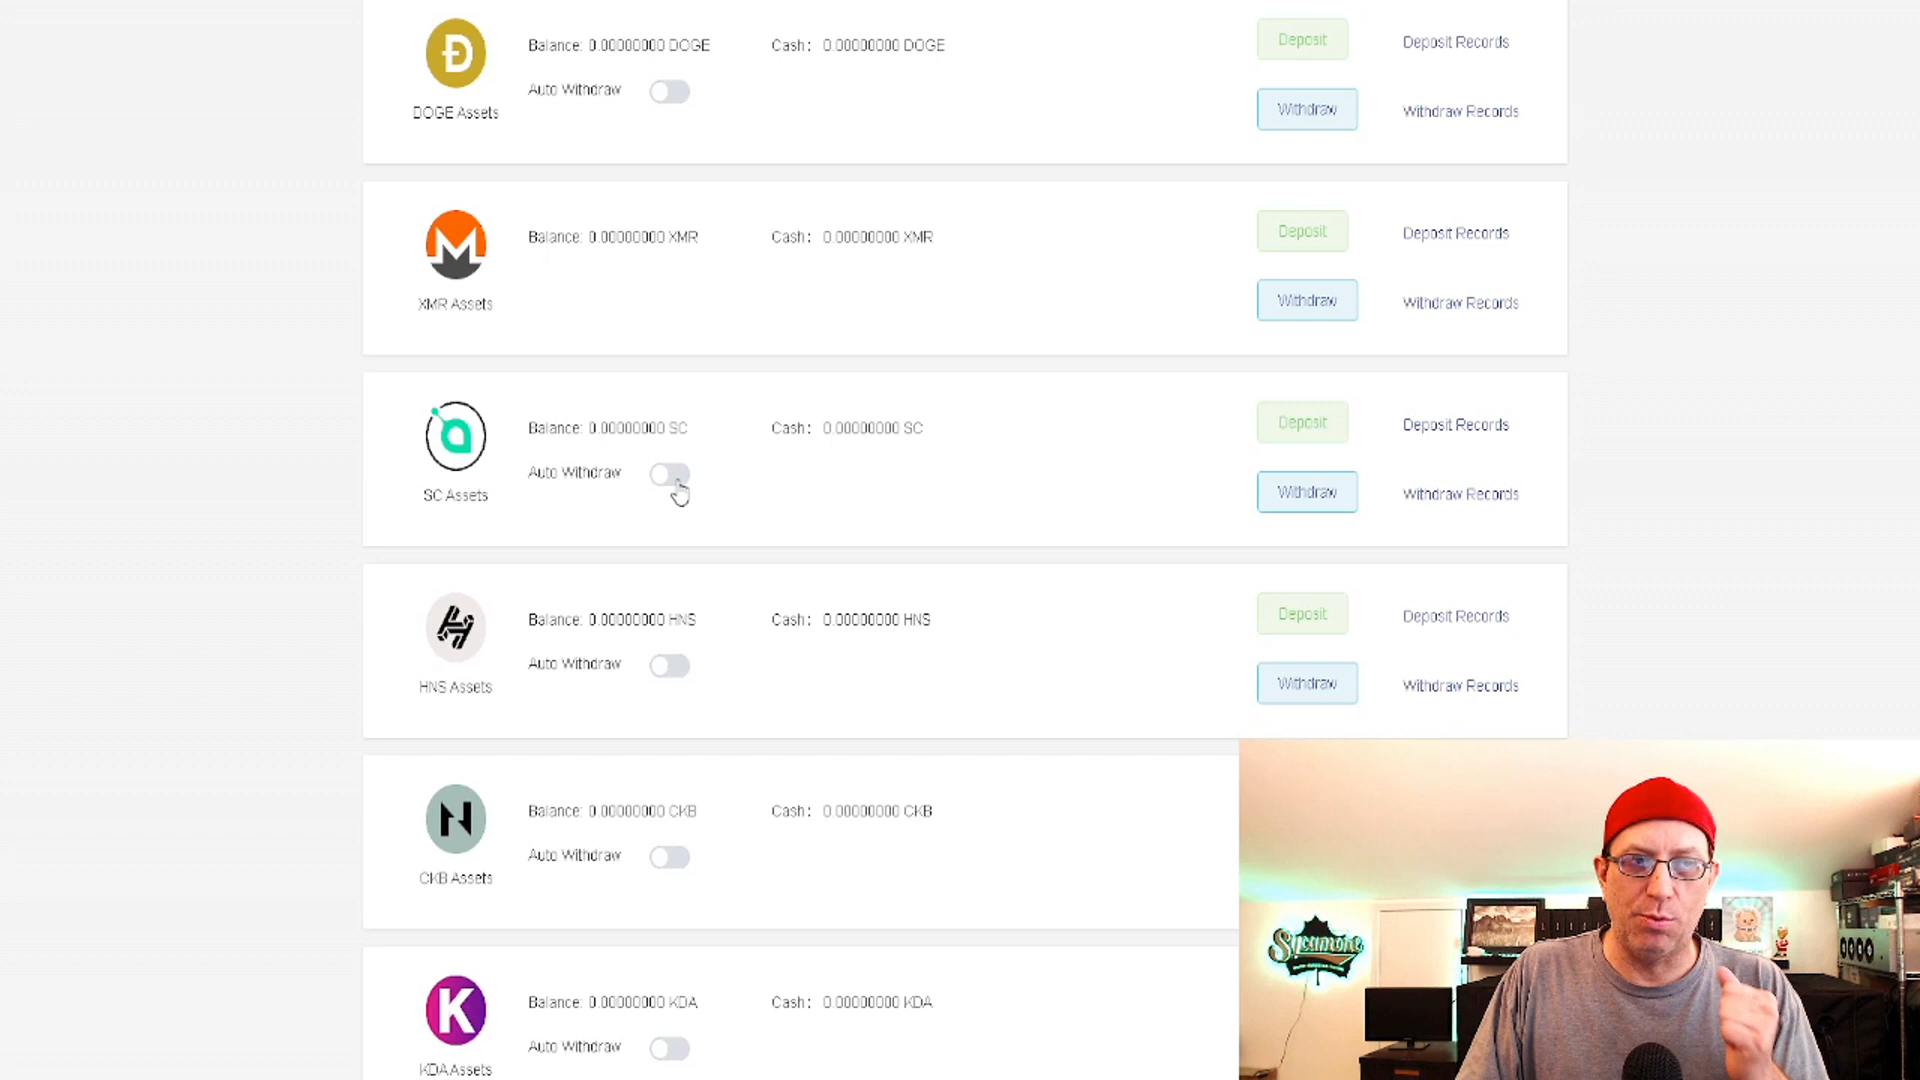 Balance: 0.00000000 DOGE Cash: 0.00000000 DOGE Deposit Deposit Records
Auto Withdraw Withdraw Withdraw Records
DOGE Assets
Balance: 0.00000000 XMR Cash: 0.00000000 XMR Deposit Deposit Records
XMR Assets Withdraw Withdraw Records
Balance: 0.00000000 SC Cash: 0.00000000 SC Deposit Deposit Records
Auto Withdraw Withdraw Withdraw Records
SC Assets
Balance: 0.00000000 HNS Cash: 0.00000000 HNS Deposit Deposit Records
Auto Withdraw Withdraw Withdraw Records
HNS Assets
Balance: 0.00000000 CKB Cash: 0.00000000 CKB
Auto Withdraw
CKB Assets
Balance: 0.00000000 KDA Cash: 0.00000000 KDA
Auto Withdraw
KDA Assets
Sycamore